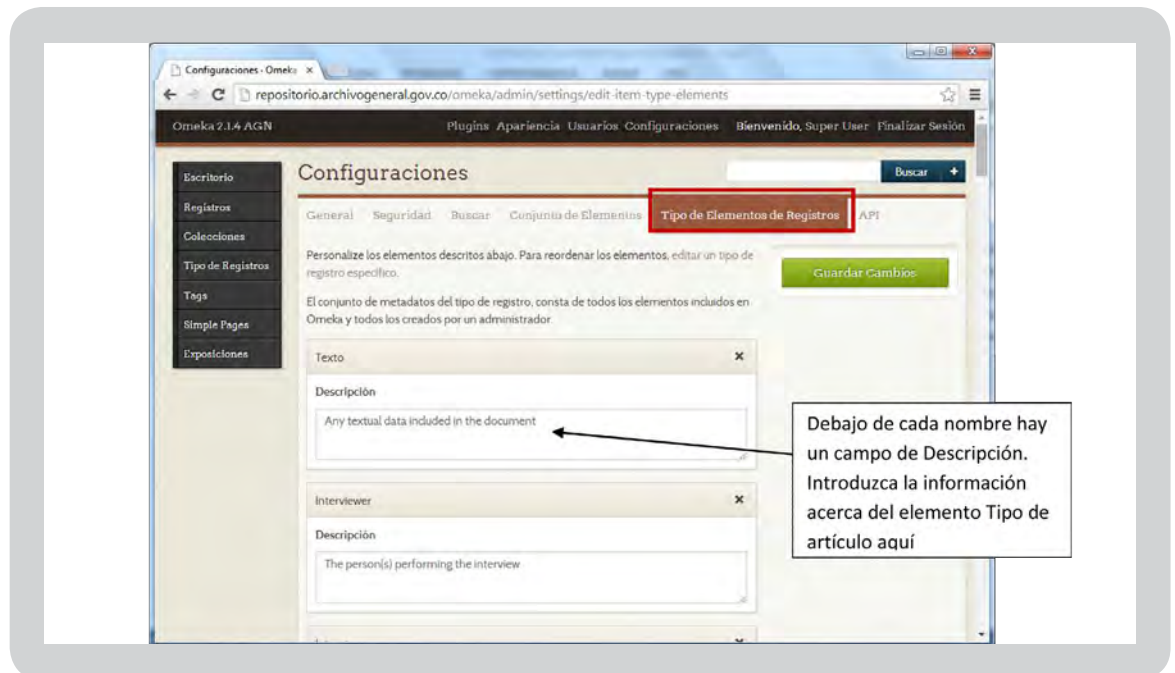 Configuraciones - Omeka
repositorio.archivogeneral.gov.co/omeka/admin/settings/edit-item-type-elements
Omeka 2.1.4 AGN
Plugins Apariencia Usuarios Configuraciones Bienvenido, Super User Finalizar Sesión
Escritorio
Registros
Colecciones
Tipo de Registros
Tags
Simple Pages
Exposiciones
Configuraciones
Buscar +
General Seguridad Buscar Conjunto de Elementos Tipo de Elementos de Registros API
Personalize los elementos descritos abajo. Para reordenar los elementos, editar un tipo de
registro especifico.
El conjunto de metadatos del tipo de registro, consta de todos los elementos incluidos en
Omeka y todos los creados por un administrador
Guardar Cambios
Texto
Descripción
Any textual data included in the document
Interviewer
Descripción
The person(s) performing the interview
Debajo de cada nombre hay
un campo de Descripción.
Introduzca la información
acerca del elemento Tipo de
artículo aquí